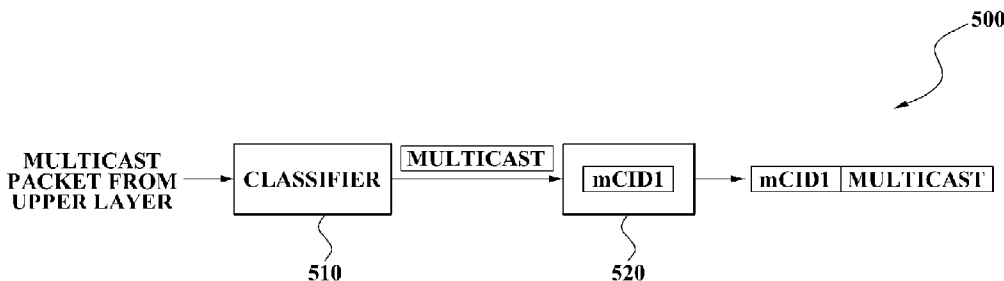 500
MULTICAST
PACKET FROM
UPPER LAYER
CLASSIFIER
MULTICAST
mCID1
mCID1 MULTICAST
510
520